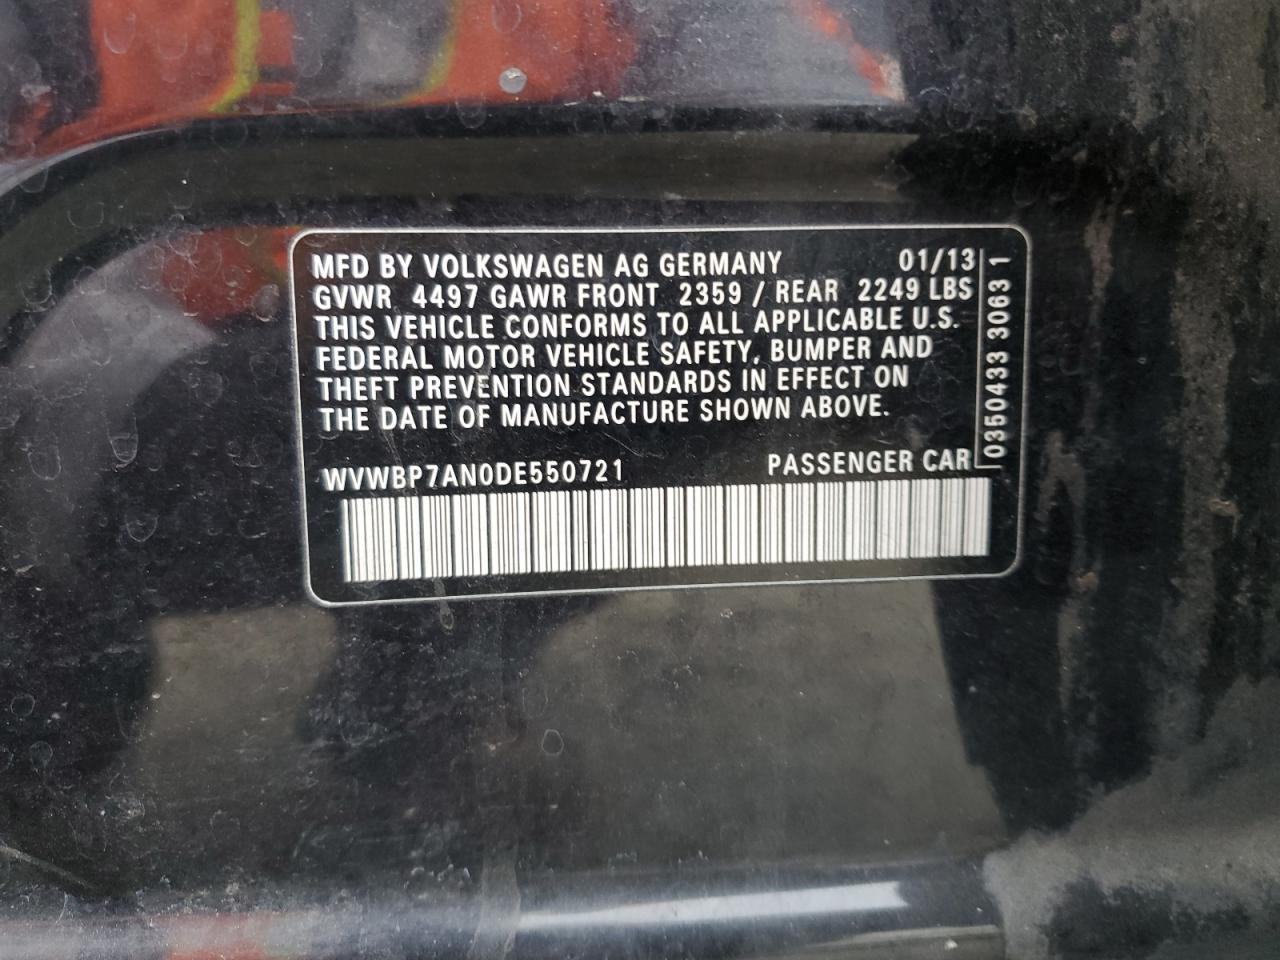 MFD BY VOLKSWAGEN AG GERMANY 01/13
GVWR 4497 GAWR FRONT 2359 / REAR 2249 LBS
THIS VEHICLE CONFORMS TO ALL APPLICABLE U.S.
FEDERAL MOTOR VEHICLE SAFETY, BUMPER AND
THEFT PREVENTION STANDARDS IN EFFECT ON
THE DATE OF MANUFACTURE SHOWN ABOVE.
WVWBP7AN0DE550721 PASSENGER CAR
0350433 30631